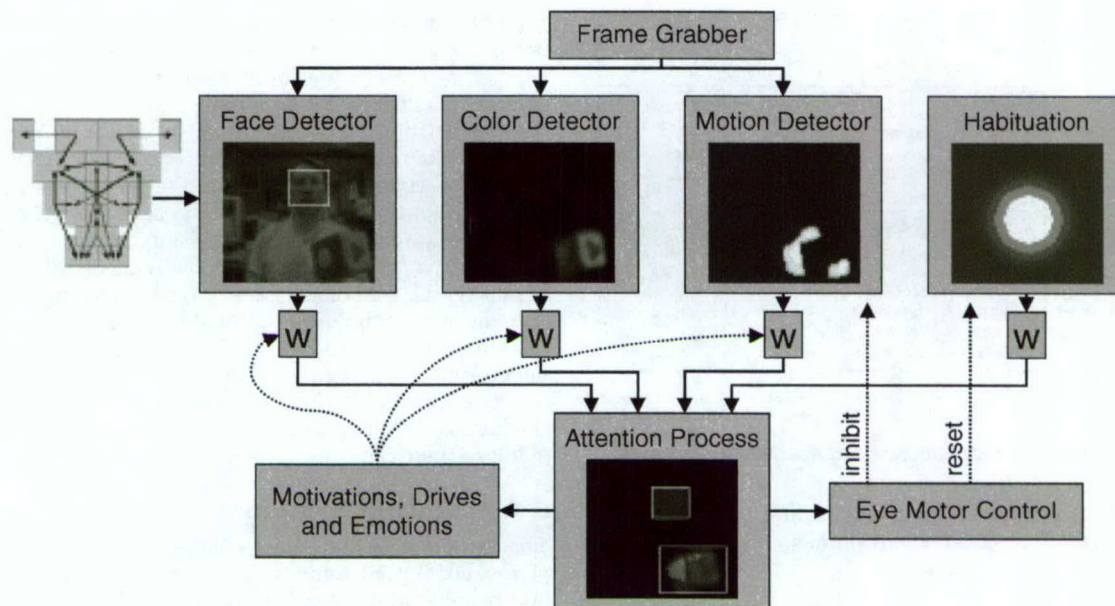 Frame Grabber
Face Detector
Color Detector
Motion Detector
Habituation
W
W
W
W
inhibit
reset
Attention Process
Motivations, Drives
and Emotions
Eye Motor Control